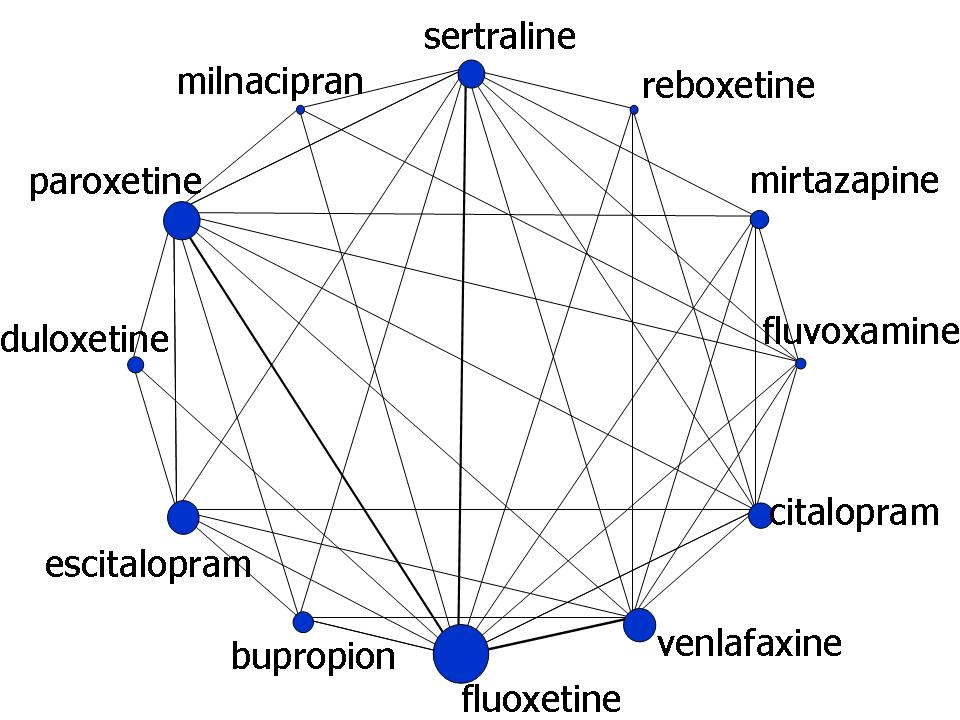 sertraline
milnacipran
reboxetine
paroxetine
mirtazapine
duloxetine
fluvoxamine
citalopram
escitalopram
bupropion
venlafaxine
fluoxetine